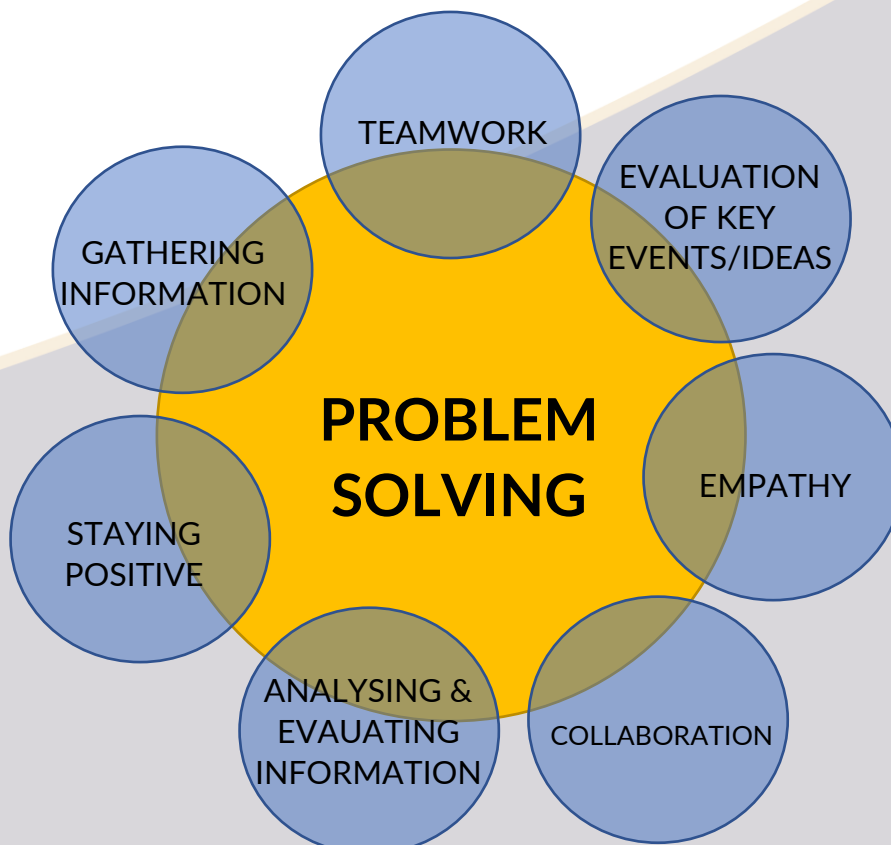 TEAMWORK
EVALUATION
OF KEY
EVENTS/IDEAS
GATHERING
INFORMATION
PROBLEM
SOLVING
EMPATHY
STAYING
POSITIVE
ANALYSING &
EVAUATING
INFORMATION
COLLABORATION